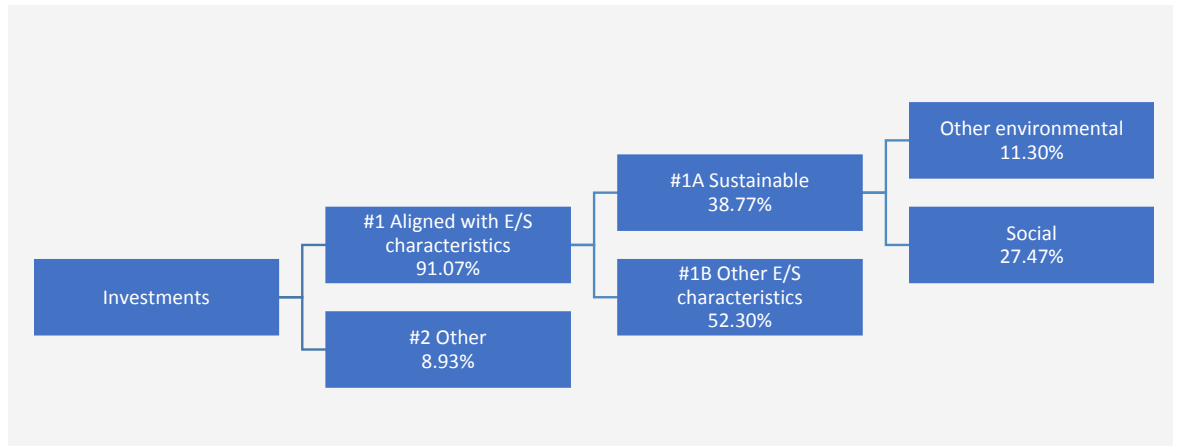 Investments
#1 Aligned with E/S
characteristics
91.07%
#2 Other
8.93%
#1A Sustainable
38.77%
#1B Other E/S
characteristics
52.30%
Other environmental
11.30%
Social
27.47%